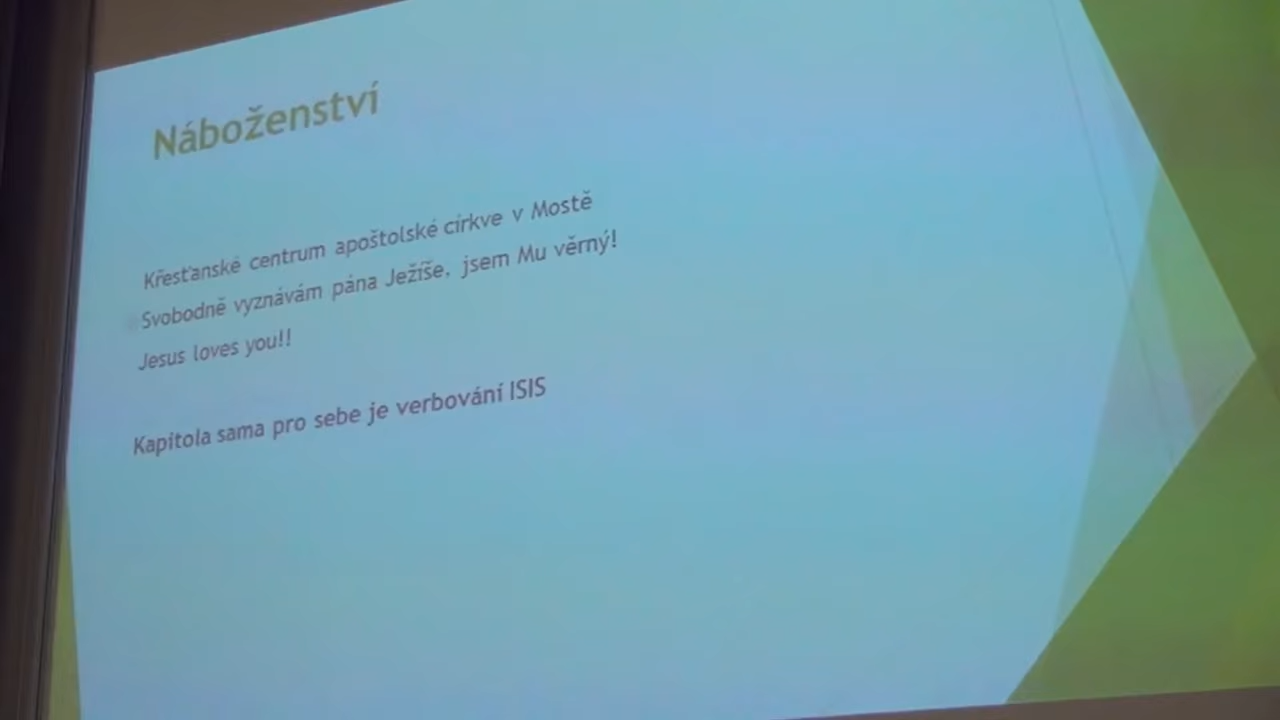 Náboženství
Křesťanské centrum apoštolské církve v Mostě
Svobodně vyznávám pána Ježíše, jsem Mu věrný!
Jesus loves you!!
Kapitola sama pro sebe je verbování ISIS